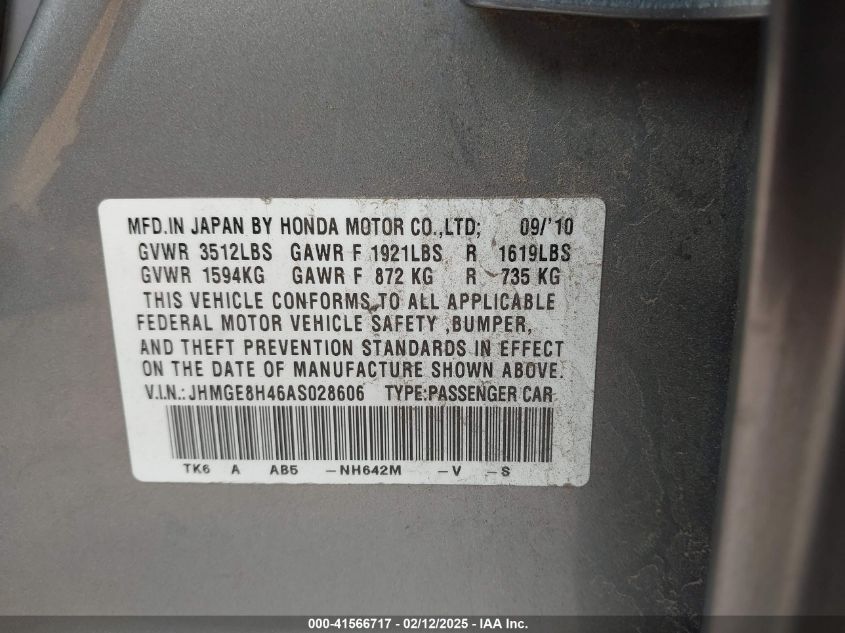 MFD.IN JAPAN BY HONDA MOTOR CO.,LTD; 09/'10
GVWR 3512LBS GAWR F 1921LBS R 1619LBS
GVWR 1594KG GAWR F 872 KG R 735 KG
THIS VEHICLE CONFORMS TO ALL APPLICABLE
FEDERAL MOTOR VEHICLE SAFETY ,BUMPER,
AND THEFT PREVENTION STANDARDS IN EFFECT
ON THE DATE OF MANUFACTURE SHOWN ABOVE.
V.I.N.: JHMGE8H46AS028606 TYPE:PASSENGER CAR
TK6 A AB5 -NH642M -V -S
000-41566717 - 02/12/2025 - IAA Inc.